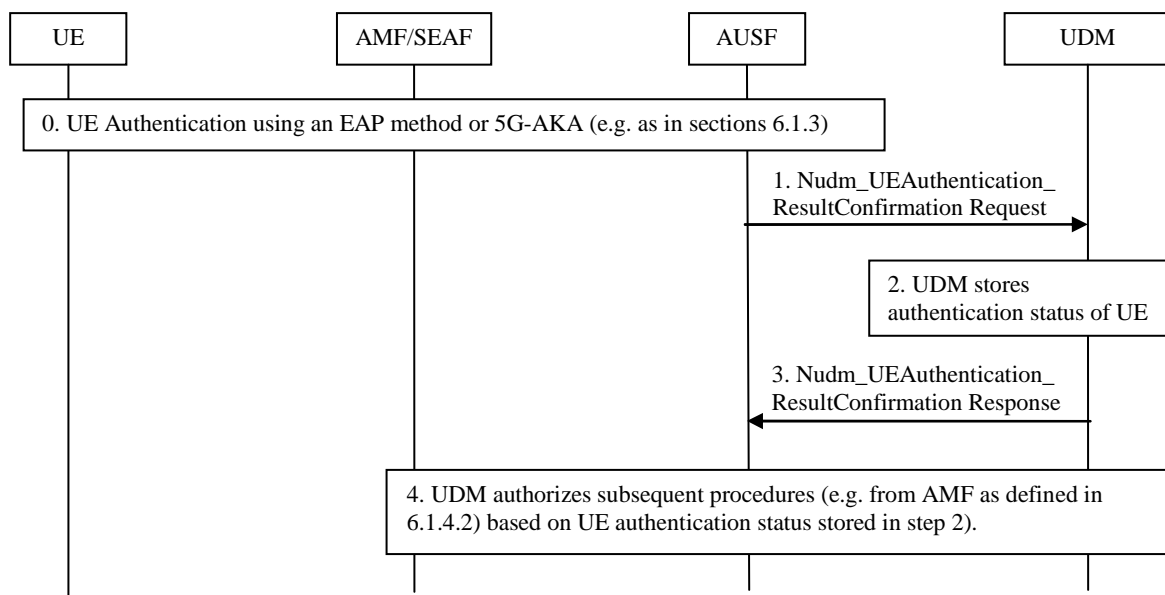 UE
AMF/SEAF
AUSF
UDM
0. UE Authentication using an EAP method or 5G-AKA (e.g. as in sections 6.1.3)
1. Nudm_UEAuthentication_
ResultConfirmation Request
2. UDM stores
authentication status of UE
3. Nudm_UEAuthentication_
ResultConfirmation Response
4. UDM authorizes subsequent procedures (e.g. from AMF as defined in
6.1.4.2) based on UE authentication status stored in step 2).